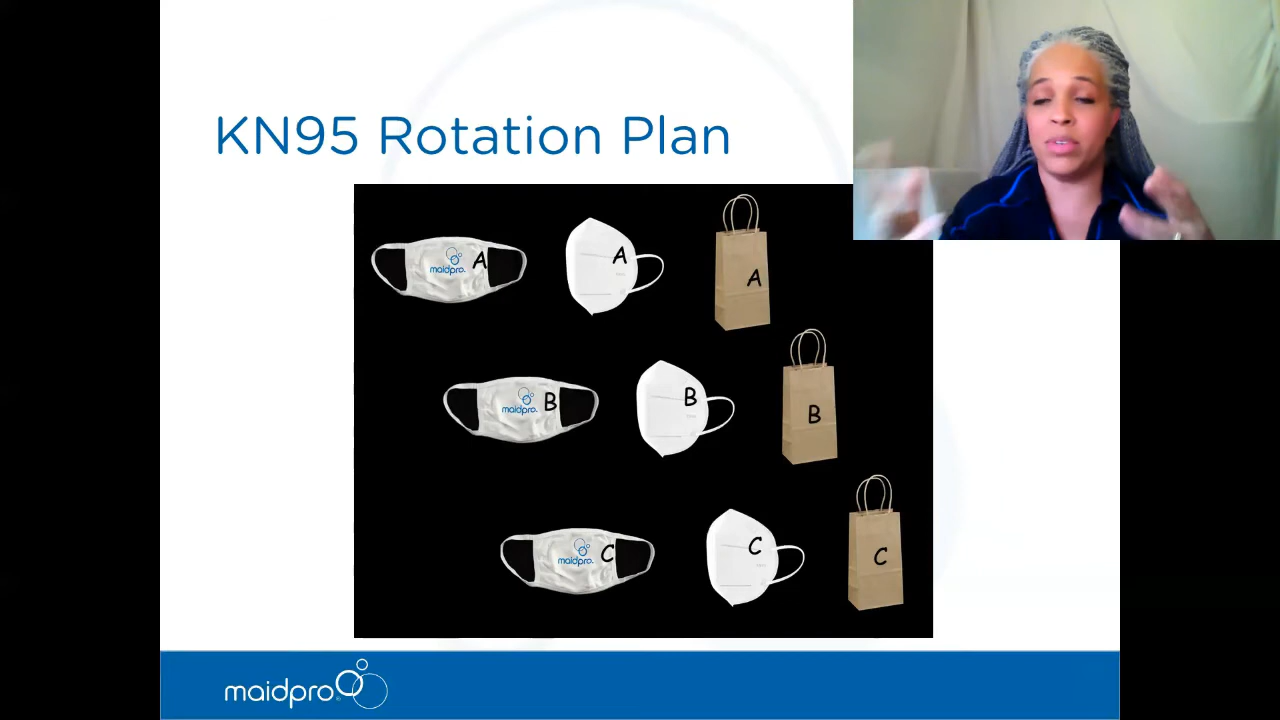 KN95 Rotation Plan
maidpro. A
A
A
maidpro. B
B
B
maidpro. C
C
C
maidpro